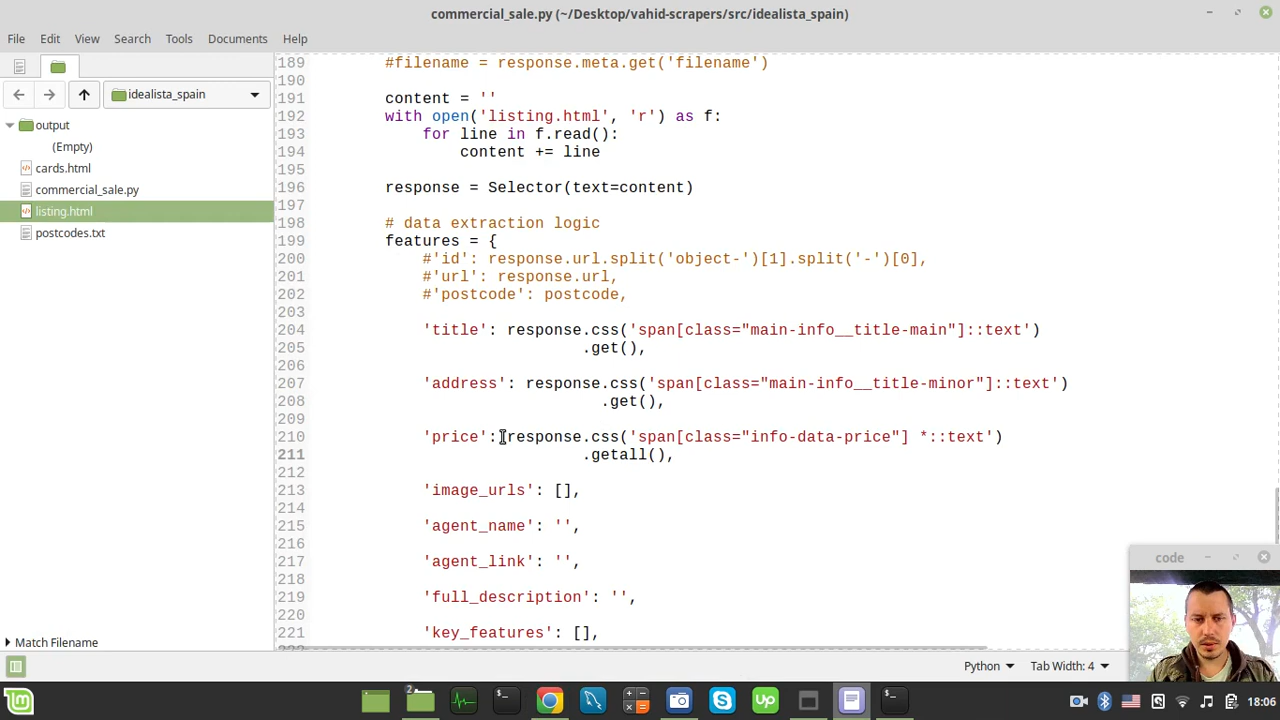 commercial_sale.py (~/Desktop/vahid-scrapers/src/idealista_spain)
File Edit View Search Tools Documents Help
idealista_spain
output
(Empty)
cards.html
commercial_sale.py
listing.html
postcodes.txt
Match Filename
189 #filename = response.meta.get('filename')
190
191 content = ''
192 with open('listing.html', 'r') as f:
193 for line in f.read():
194 content += line
195
196 response = Selector(text=content)
197
198 # data extraction logic
199 features = {
200 #'id': response.url.split('object-')[1].split('-')[0],
201 #'url': response.url,
202 #'postcode': postcode,
203
204 'title': response.css('span[class="main-info__title-main"]::text')
205 .get(),
206
207 'address': response.css('span[class="main-info__title-minor"]::text')
208 .get(),
209
210 'price': response.css('span[class="info-data-price"] *::text')
211 .getall(),
212
213 'image_urls': [],
214
215 'agent_name': '',
216
217 'agent_link': '',
218
219 'full_description': '',
220
221 'key_features': [],
code
Python Tab Width: 4
2
up
18:06